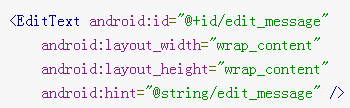 <EditText android:id="@+id/edit_message"
android:layout_width="wrap_content"
android:layout_height="wrap_content"
android:hint="@string/edit_message" />